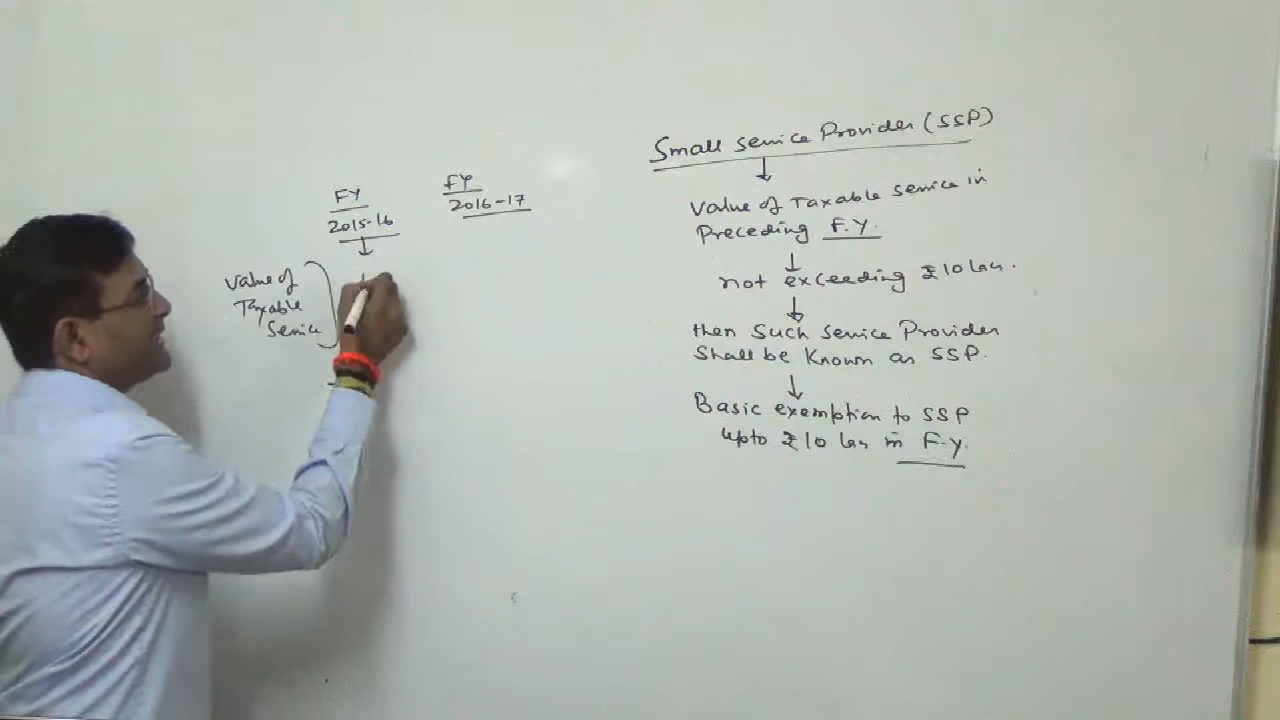 FY
2015-16
FY
2016-17
Value of
Taxable
Service
Small Service Provider (SSP)
Value of Taxable Service in
Preceding F.Y.
not exceeding ₹10 lacs.
then Such Service Provider
Shall be Known as SSP.
Basic exemption to SSP
upto ₹10 lacs in F.Y.